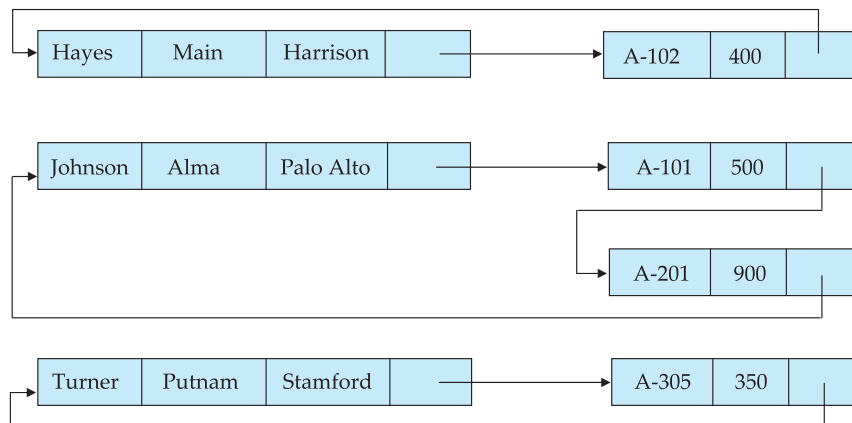 Hayes Main Harrison A-102 400
Johnson Alma Palo Alto A-101 500
A-201 900
Turner Putnam Stamford A-305 350